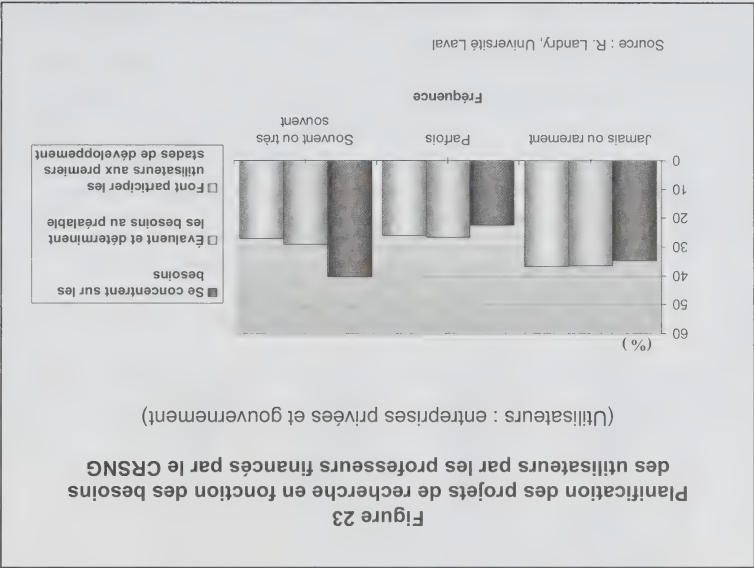 Figure 23
Planification des projets de recherche en fonction des besoins
des utilisateurs par les professeurs financés par le CRSNG
(Utilisateurs : entreprises privées et gouvernement)
(%)
60
50
40
30
20
10
0
Jamais ou rarement
Parfois
Souvent ou très
souvent
Fréquence
Se concentrent sur les
besoins
Évaluent et déterminent
les besoins au préalable
Font participer les
utilisateurs aux premiers
stades de développement
Source : R. Landry, Université Laval